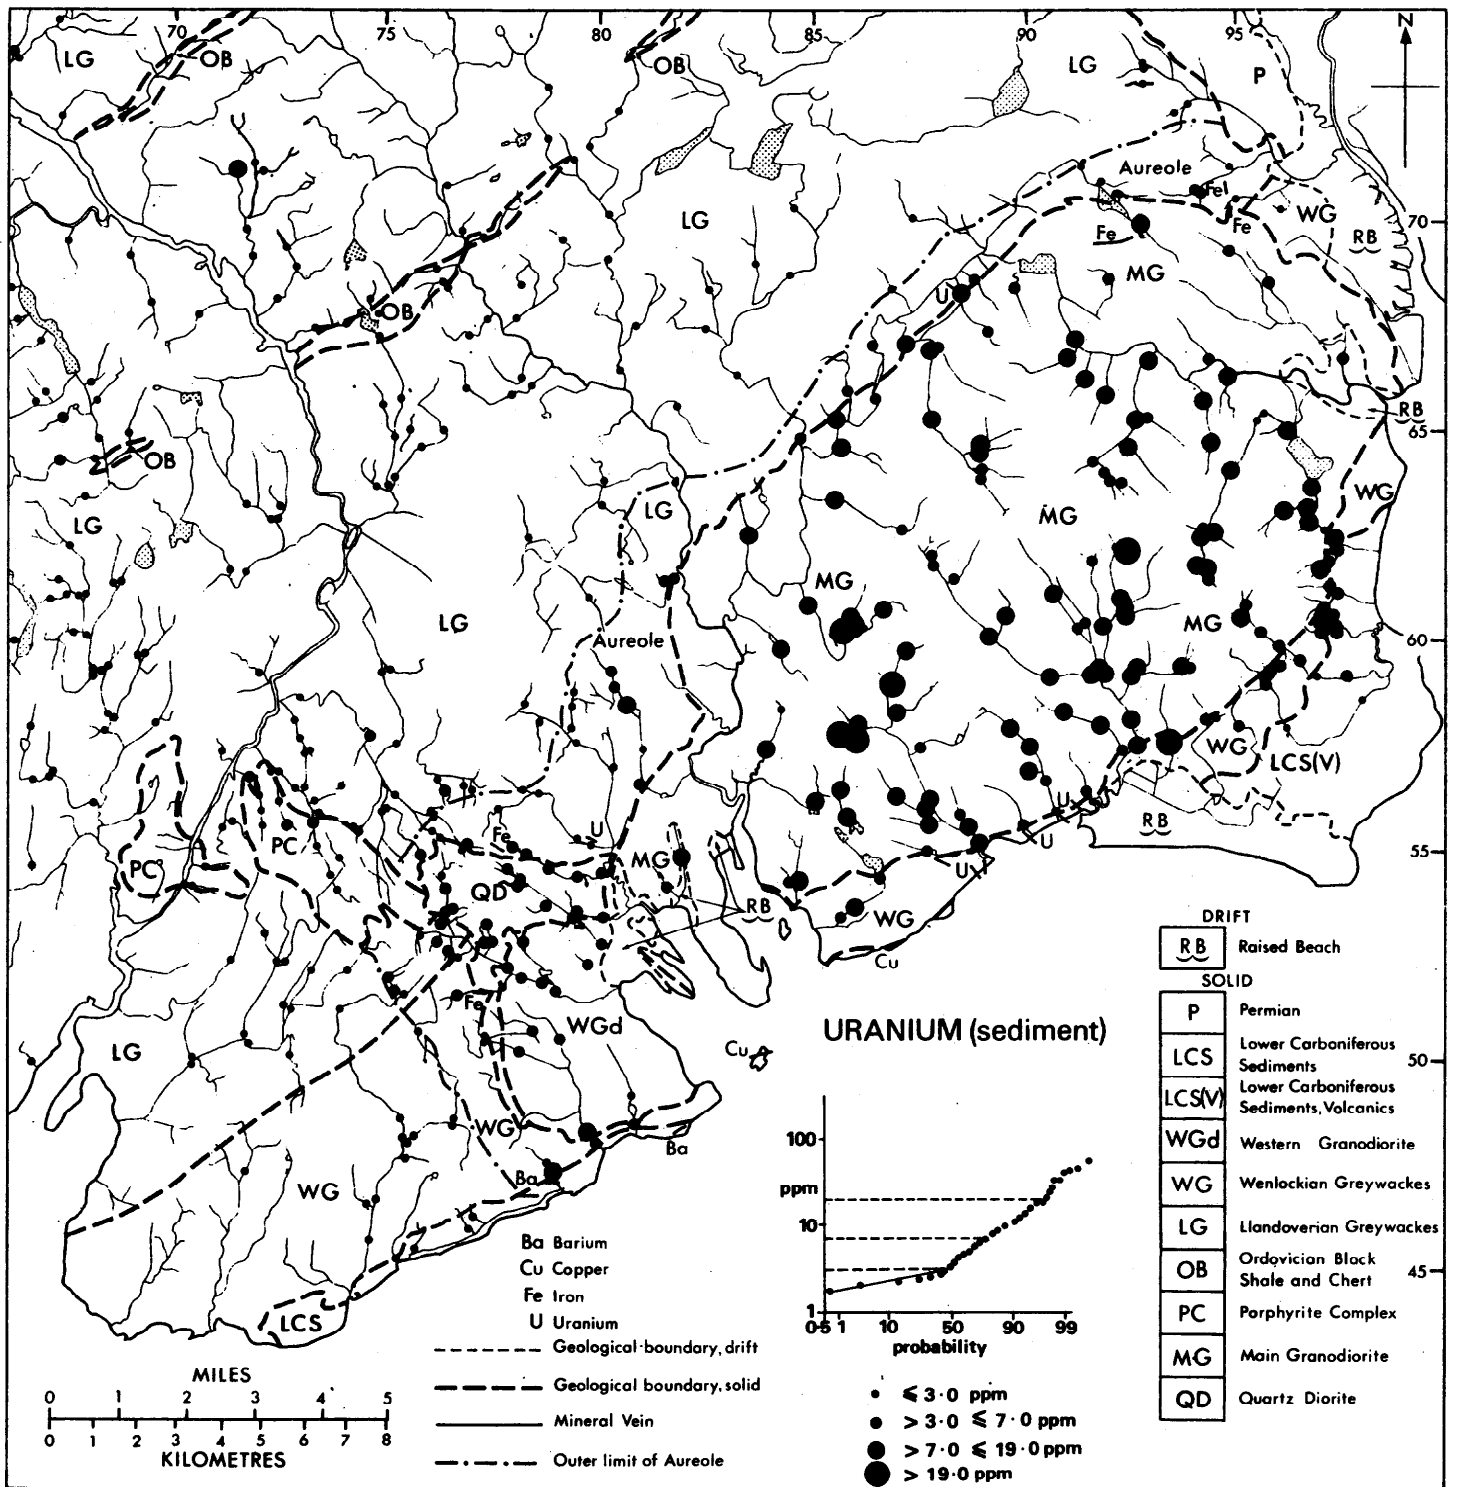 70 75 80 85 90 95 N
LG OB OB LG P
Aureole
Fe
LG WG
70
Fe RB
Fe
MG
U
OB
RB
65
OB
LG
LG WG
MG
MG
LG MG 60
Aureole
WG
LCS(V)
U
U
Fe RB
U
PC
MG 55
PC
U
QD
RB
WG
Cu
Fe
WGd
LG
Cu
50
WG
Ba
Ba
WG
45
LCS
DRIFT
RB Raised Beach
SOLID
P Permian
LCS Lower Carboniferous
Sediments
LCS(V) Lower Carboniferous
Sediments, Volcanics
WGd Western Granodiorite
WG Wenlockian Greywackes
LG Llandoverian Greywackes
OB Ordovician Black
Shale and Chert
PC Porphyrite Complex
MG Main Granodiorite
QD Quartz Diorite
URANIUM (sediment)
100
ppm
10
1
0·5 1 10 50 90 99
probability
⩽ 3·0 ppm
> 3·0 ⩽ 7·0 ppm
> 7·0 ⩽ 19·0 ppm
> 19·0 ppm
Ba Barium
Cu Copper
Fe Iron
U Uranium
Geological boundary, drift
Geological boundary, solid
Mineral Vein
Outer limit of Aureole
MILES
0 1 2 3 4 5
0 1 2 3 4 5 6 7 8
KILOMETRES